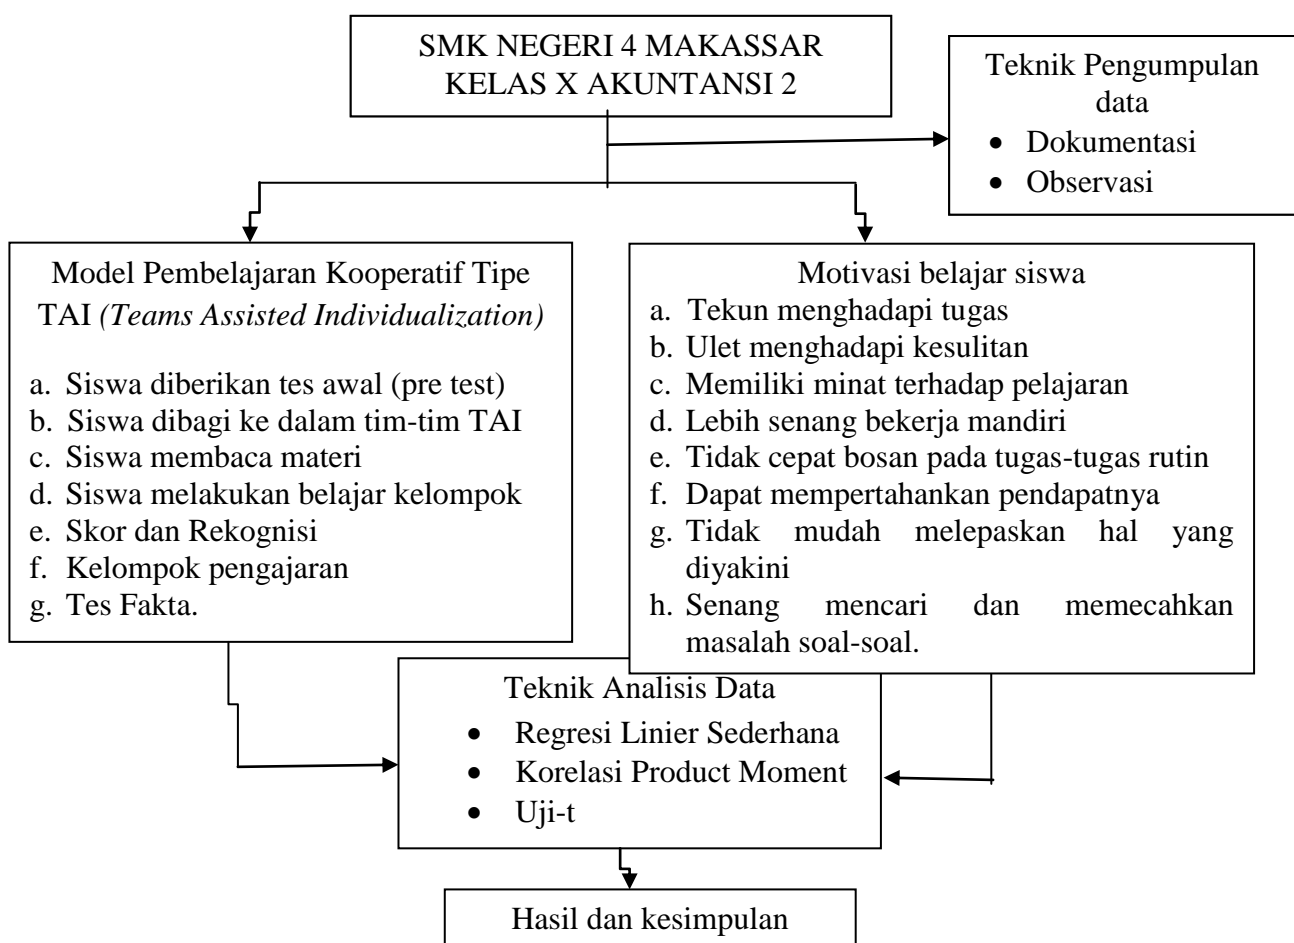 SMK NEGERI 4 MAKASSAR
KELAS X AKUNTANSI 2
Teknik Pengumpulan
data
• Dokumentasi
• Observasi
Model Pembelajaran Kooperatif Tipe
TAI (Teams Assisted Individualization)
a. Siswa diberikan tes awal (pre test)
b. Siswa dibagi ke dalam tim-tim TAI
c. Siswa membaca materi
d. Siswa melakukan belajar kelompok
e. Skor dan Rekognisi
f. Kelompok pengajaran
g. Tes Fakta.
Motivasi belajar siswa
a. Tekun menghadapi tugas
b. Ulet menghadapi kesulitan
c. Memiliki minat terhadap pelajaran
d. Lebih senang bekerja mandiri
e. Tidak cepat bosan pada tugas-tugas rutin
f. Dapat mempertahankan pendapatnya
g. Tidak mudah melepaskan hal yang
diyakini
h. Senang mencari dan memecahkan
masalah soal-soal.
Teknik Analisis Data
• Regresi Linier Sederhana
• Korelasi Product Moment
• Uji-t
Hasil dan kesimpulan